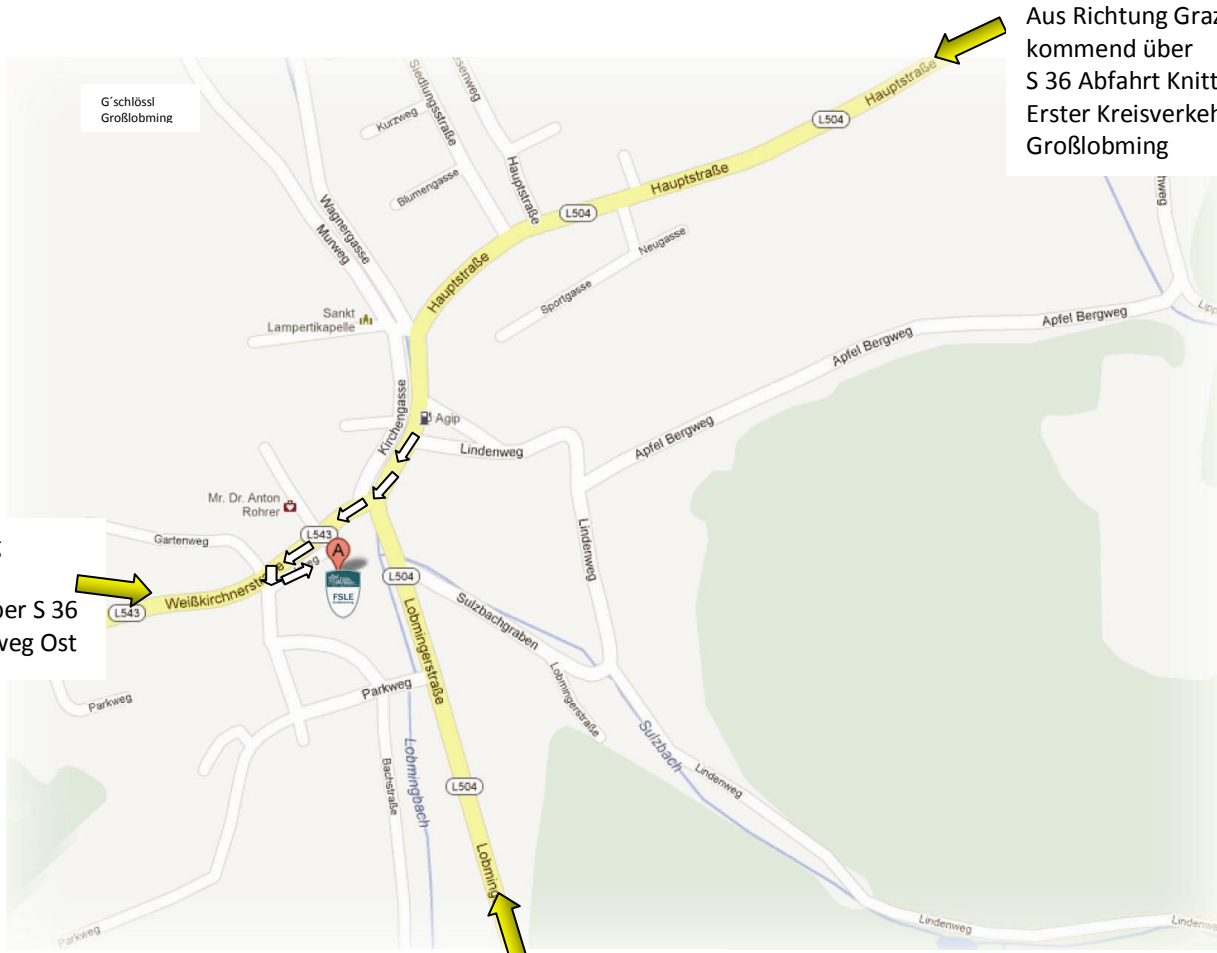 Aus Richtung Graz
kommend über
S 36 Abfahrt Knitt
Erster Kreisverkeh
Großlobming
G´schlössl
Großlobming
Siedlungsstraße
Kurzweg
Blumengasse
Hauptstraße
Hauptstraße
L504
Hauptstraße
L504
Hauptstraße
Wagnergasse
Murweg
Neugasse
Sportgasse
Sankt
Lampertikapelle
Apfel Bergweg
Apfel Bergweg
Apfel Bergweg
Kirchengasse
Agip
Lindenweg
Mr. Dr. Anton
Rohrer
Gartenweg
L543
A
FSLE
L543
Weißkirchnerstraße
ber S 36
weg Ost
L504
Lobmingerstraße
Sulzbachgraben
Lindenweg
Lobmingerstraße
Parkweg
Parkweg
Bachstraße
Lobmingbach
Sulzbach
Lindenweg
L504
Lobming
Parkweg
Lindenweg